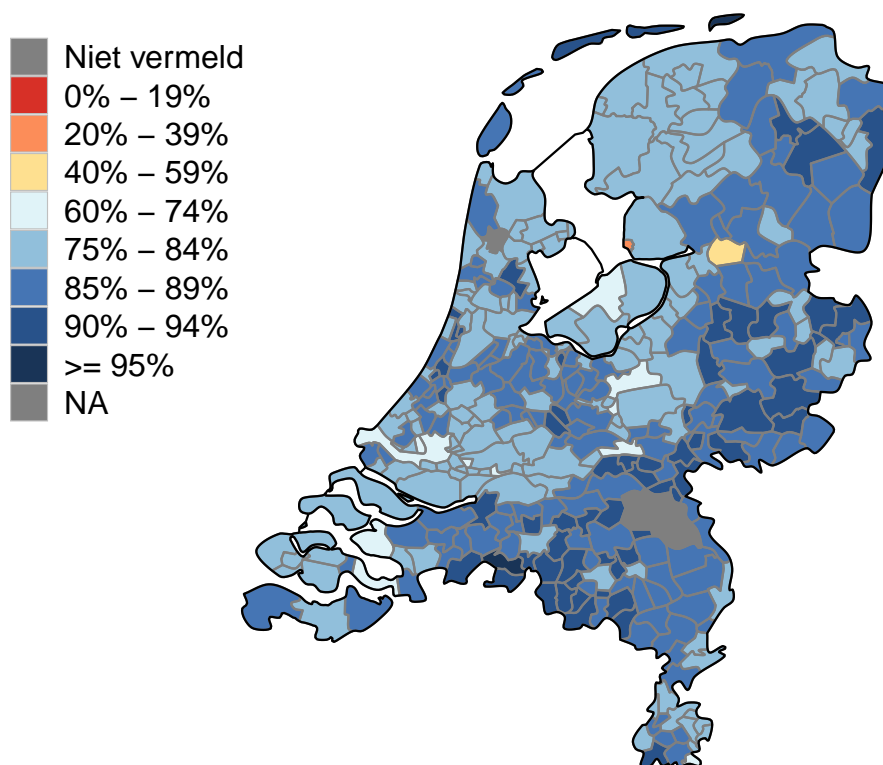 Niet vermeld
0% – 19%
20% – 39%
40% – 59%
60% – 74%
75% – 84%
85% – 89%
90% – 94%
>= 95%
NA